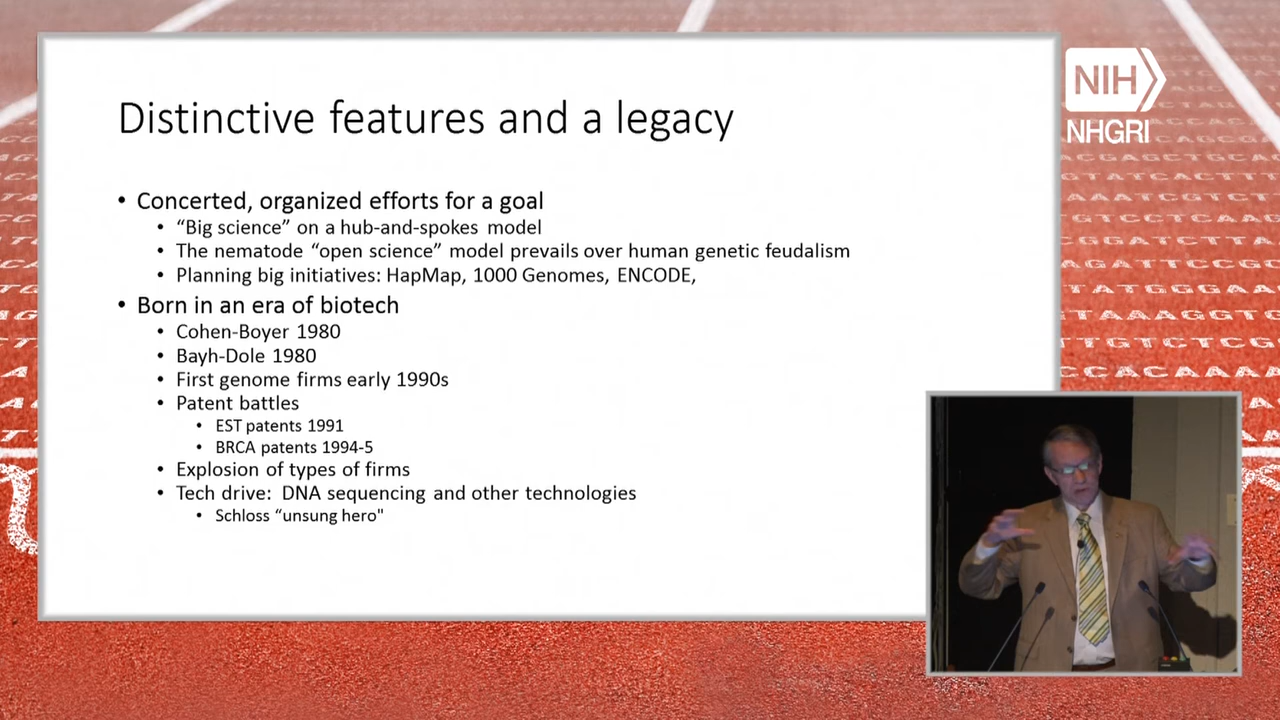 Distinctive features and a legacy
• Concerted, organized efforts for a goal
• “Big science” on a hub-and-spokes model
• The nematode “open science” model prevails over human genetic feudalism
• Planning big initiatives: HapMap, 1000 Genomes, ENCODE,
• Born in an era of biotech
• Cohen-Boyer 1980
• Bayh-Dole 1980
• First genome firms early 1990s
• Patent battles
• EST patents 1991
• BRCA patents 1994-5
• Explosion of types of firms
• Tech drive: DNA sequencing and other technologies
• Schloss “unsung hero"
NIH
NHGRI